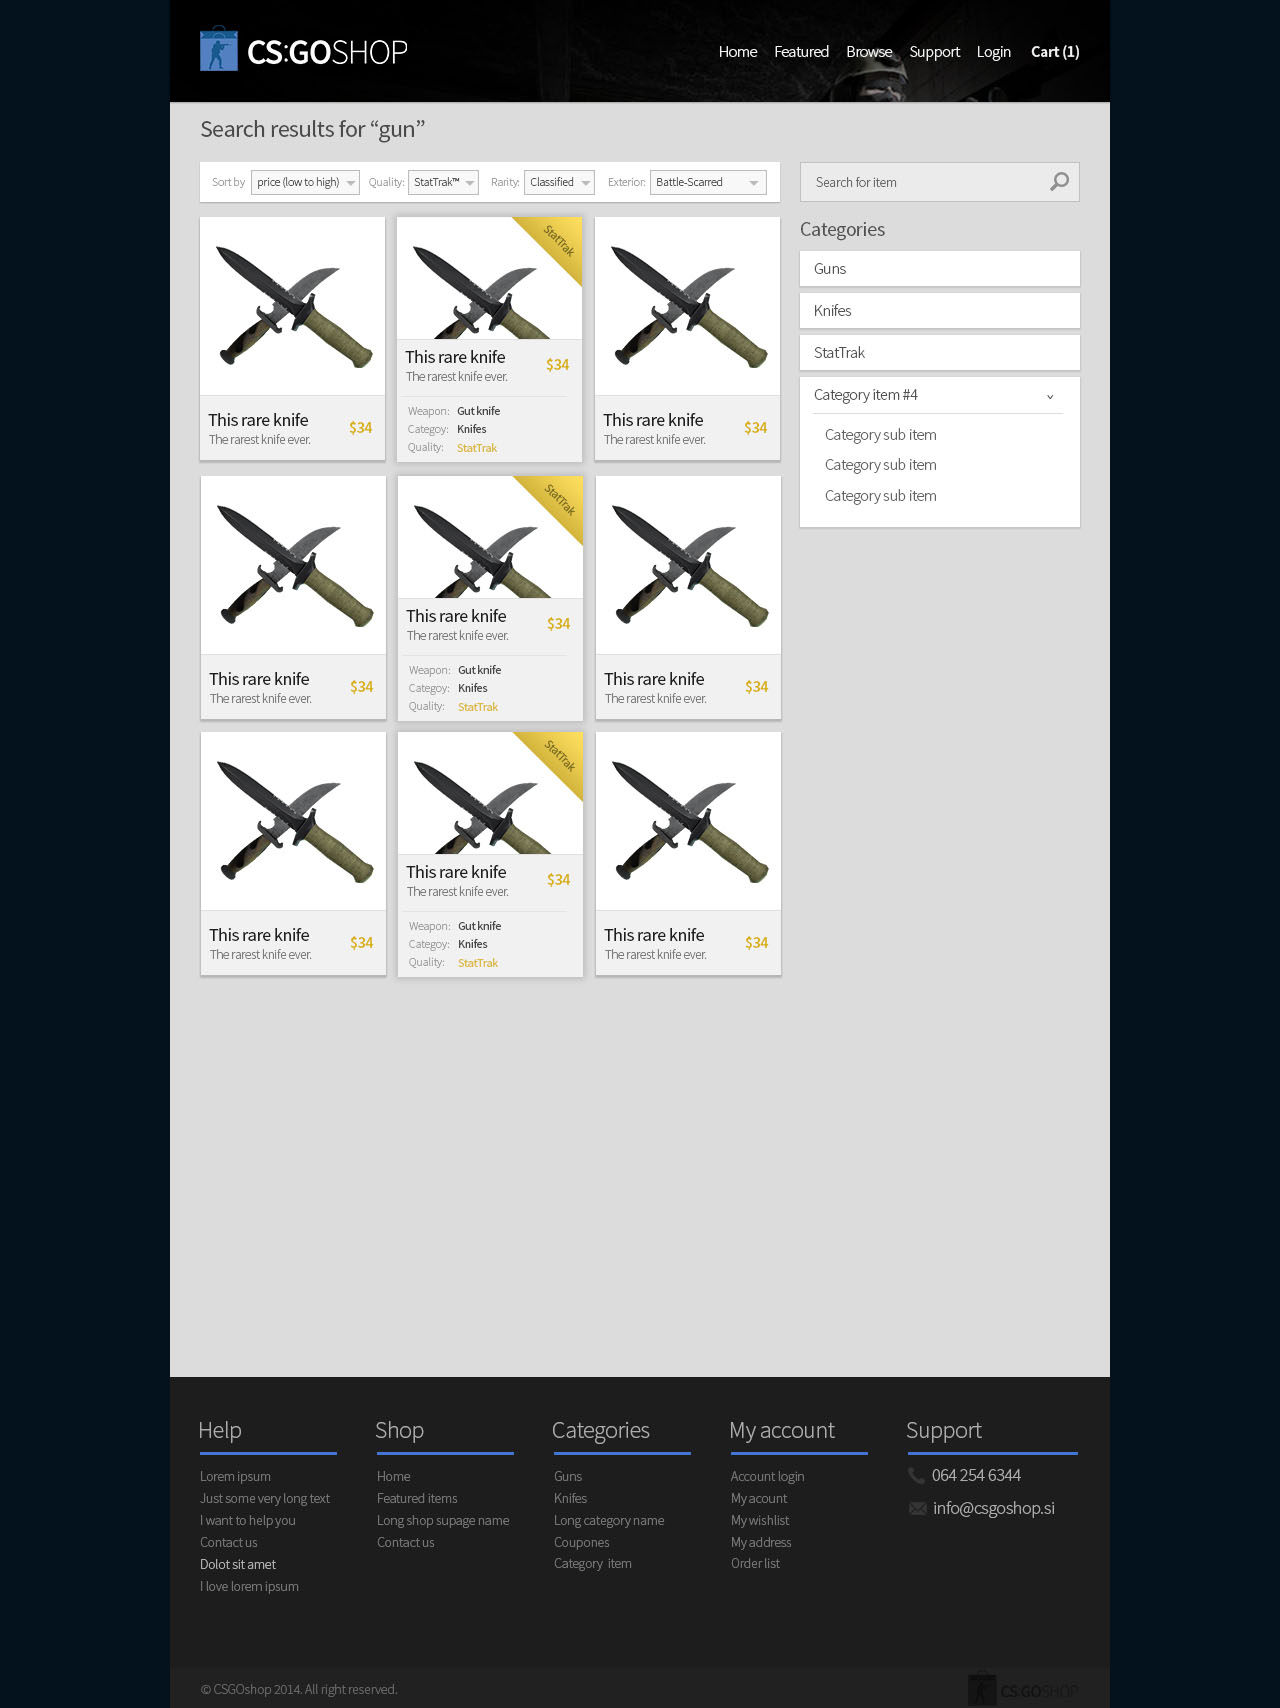 CS:GOSHOP
Home Featured Browse Support Login Cart (1)
Search results for “gun”
Sort by price (low to high) Quality: StatTrak™ Rarity: Classified Exterior: Battle-Scarred
Search for item
Categories
Guns
Knifes
StatTrak
Category item #4
Category sub item
Category sub item
Category sub item
This rare knife
The rarest knife ever.
$34
StatTrak
This rare knife
The rarest knife ever.
$34
Weapon: Gut knife
Categoy: Knifes
Quality: StatTrak
This rare knife
The rarest knife ever.
$34
This rare knife
The rarest knife ever.
$34
StatTrak
This rare knife
The rarest knife ever.
$34
Weapon: Gut knife
Categoy: Knifes
Quality: StatTrak
This rare knife
The rarest knife ever.
$34
This rare knife
The rarest knife ever.
$34
StatTrak
This rare knife
The rarest knife ever.
$34
Weapon: Gut knife
Categoy: Knifes
Quality: StatTrak
This rare knife
The rarest knife ever.
$34
Help
Lorem ipsum
Just some very long text
I want to help you
Contact us
Dolot sit amet
I love lorem ipsum
Shop
Home
Featured items
Long shop supage name
Contact us
Categories
Guns
Knifes
Long category name
Coupones
Category item
My account
Account login
My acount
My wishlist
My address
Order list
Support
064 254 6344
info@csgoshop.si
© CSGOshop 2014. All right reserved.
CS:GOSHOP